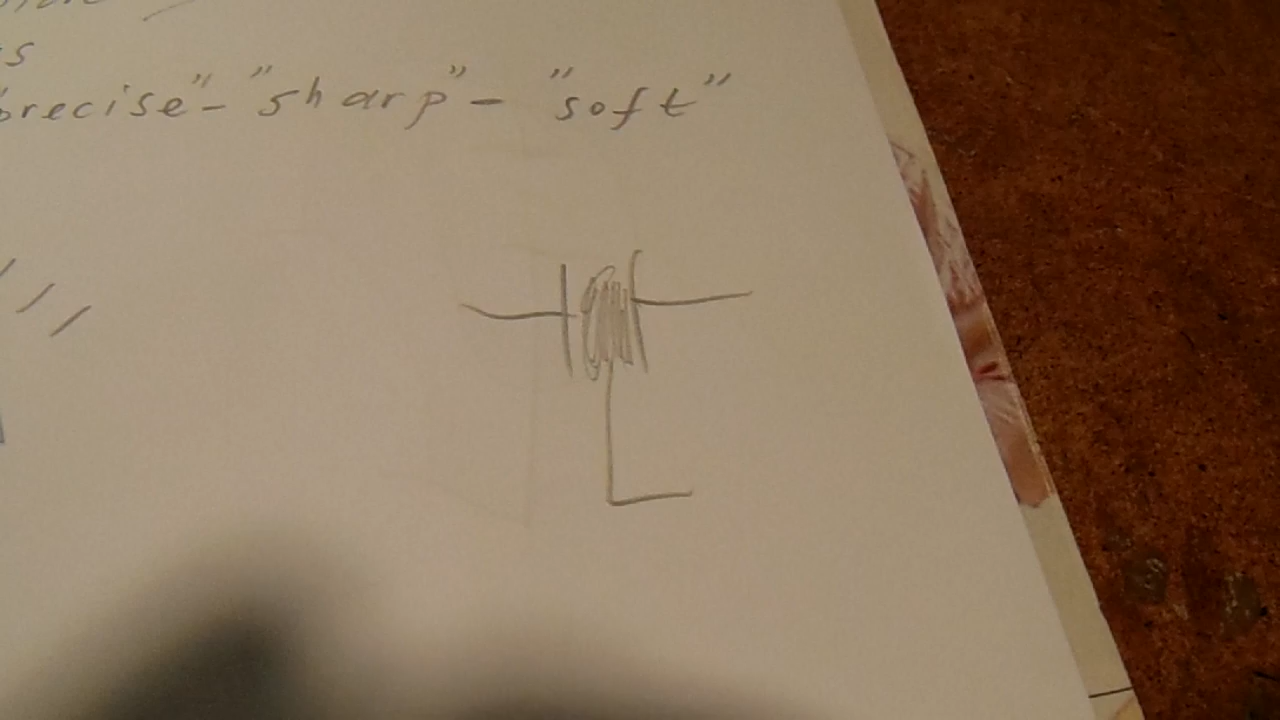 s
precise"- "sharp" - "soft"